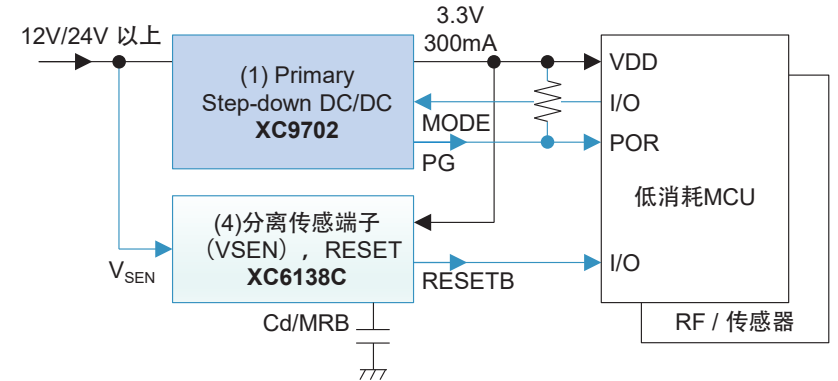 12V/24V 以上
3.3V
300mA
(1) Primary
Step-down DC/DC
XC9702
MODE
PG
VDD
I/O
POR
低消耗MCU
(4)分离传感端子
（VSEN），RESET
XC6138C
VSEN
RESETB
I/O
Cd/MRB
RF / 传感器